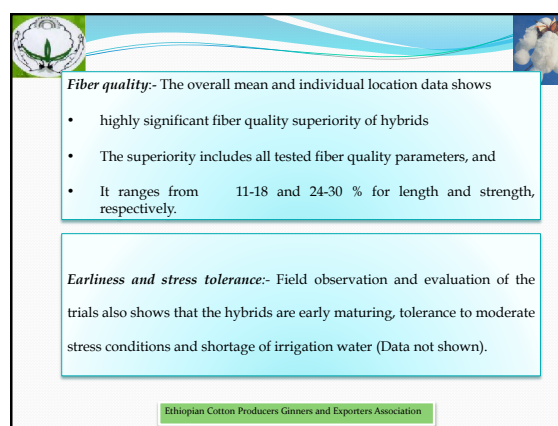 Fiber quality:- The overall mean and individual location data shows
• highly significant fiber quality superiority of hybrids
• The superiority includes all tested fiber quality parameters, and
• It ranges from 11-18 and 24-30 % for length and strength,
respectively.
Earliness and stress tolerance:- Field observation and evaluation of the
trials also shows that the hybrids are early maturing, tolerance to moderate
stress conditions and shortage of irrigation water (Data not shown).
Ethiopian Cotton Producers Ginners and Exporters Association